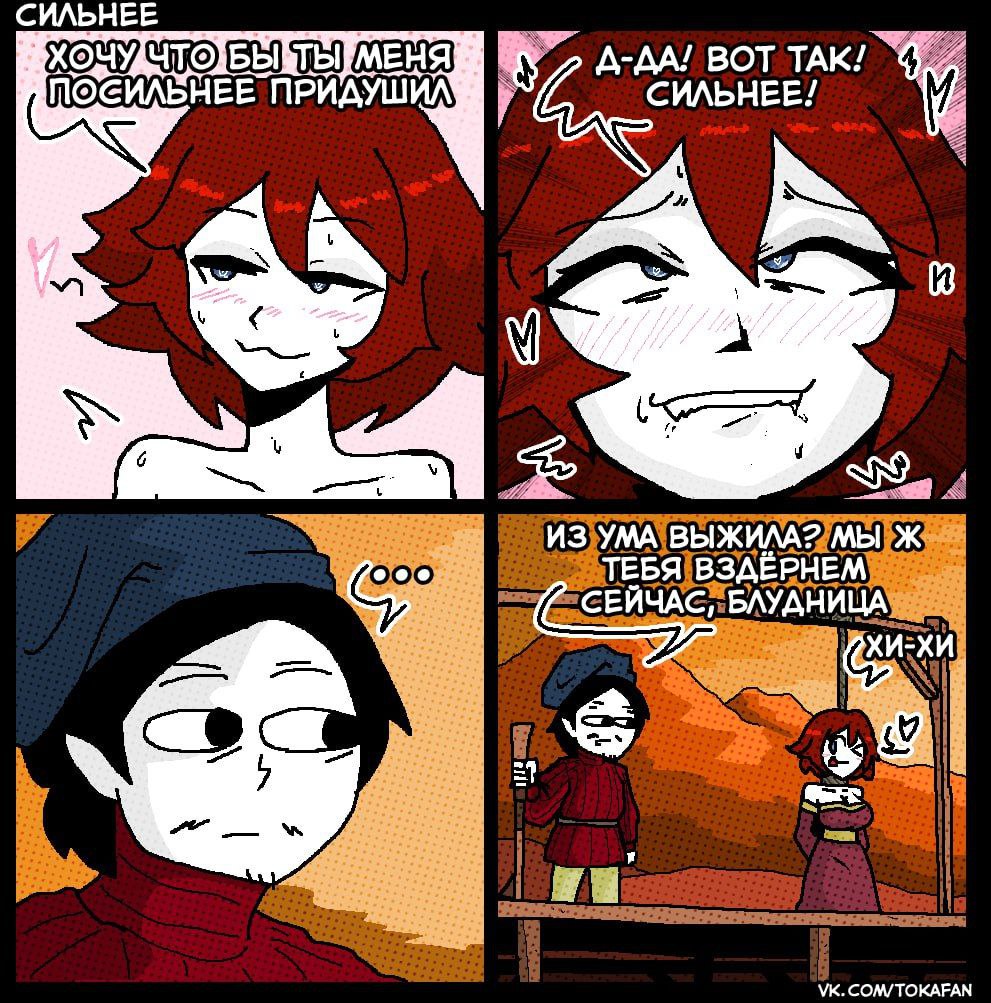 СИЛЬНЕЕ
ХОЧУ ЧТО БЫ ТЫ МЕНЯ
ПОСИЛЬНЕЕ ПРИДУШИЛ
Д-ДА! ВОТ ТАК!
СИЛЬНЕЕ!
...
ИЗ УМА ВЫЖИЛА? МЫ Ж
ТЕБЯ ВЗДЁРНЕМ
СЕЙЧАС, БЛУДНИЦА
ХИ-ХИ
VK.COM/TOKAFAN